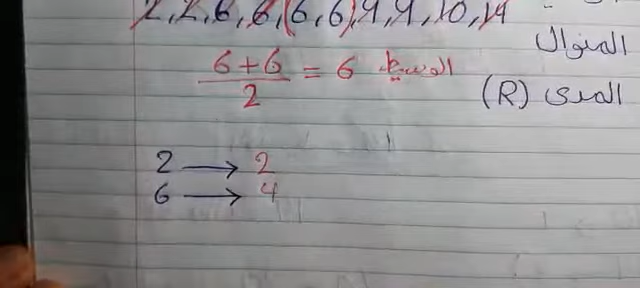 2, 2, 6, 6, (6, 6), 9, 9, 10, 19
المنوال
6+6/2 = 6 الوسيط
المدى (R)
2 → 2
6 → 4